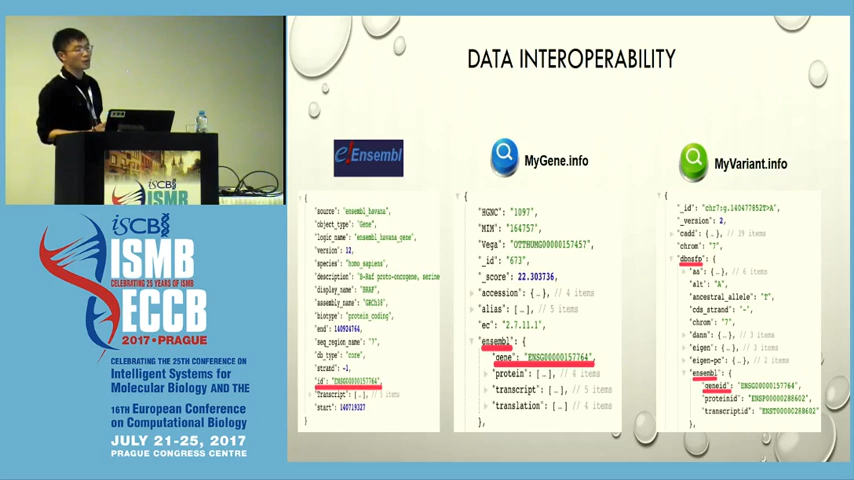 DATA INTEROPERABILITY
e!Ensembl
MyGene.info
MyVariant.info
{
"source": "ensembl_havana",
"object_type": "Gene",
"logic_name": "ensembl_havana_gene",
"version": 12,
"species": "homo_sapiens",
"description": "B-Raf proto-oncogene, serine
"display_name": "BRAF",
"assembly_name": "GRCh38",
"biotype": "protein_coding",
"end": 140924764,
"seq_region_name": "7",
"db_type": "core",
"strand": -1,
"id": "ENSG00000157764",
"Transcript": [ … ], // 5 items
"start": 140719327
}
{
"HGNC": "1097",
"MIM": "164757",
"Vega": "OTTHUMG00000157457",
"_id": "673",
"_score": 22.303736,
"accession": {…}, // 4 items
"alias": […], // 5 items
"ec": "2.7.11.1",
"ensembl": {
"gene": "ENSG00000157764",
"protein": […], // 4 items
"transcript": […], // 5 items
"translation": […], // 4 items
},
{
"_id": "chr7:g.140477852T>A",
"_version": 2,
"cadd": {…}, // 39 items
"chrom": "7",
"dbnsfp": {
"aa": {…}, // 6 items
"alt": "A",
"ancestral_allele": "T",
"cds_strand": "-",
"chrom": "7",
"dann": {…}, // 3 items
"eigen": {…}, // 3 items
"eigen-pc": {…}, // 2 items
"ensembl": {
"geneid": "ENSG00000157764",
"proteinid": "ENSP00000288602",
"transcriptid": "ENST00000288602"
},
iSCB
ISMB
iSCB
ISMB
CELEBRATING 25 YEARS OF ISMB
ECCB
2017 • PRAGUE
CELEBRATING THE 25TH CONFERENCE ON
Intelligent Systems for
Molecular Biology AND THE
16TH European Conference
on Computational Biology
JULY 21-25, 2017
PRAGUE CONGRESS CENTRE